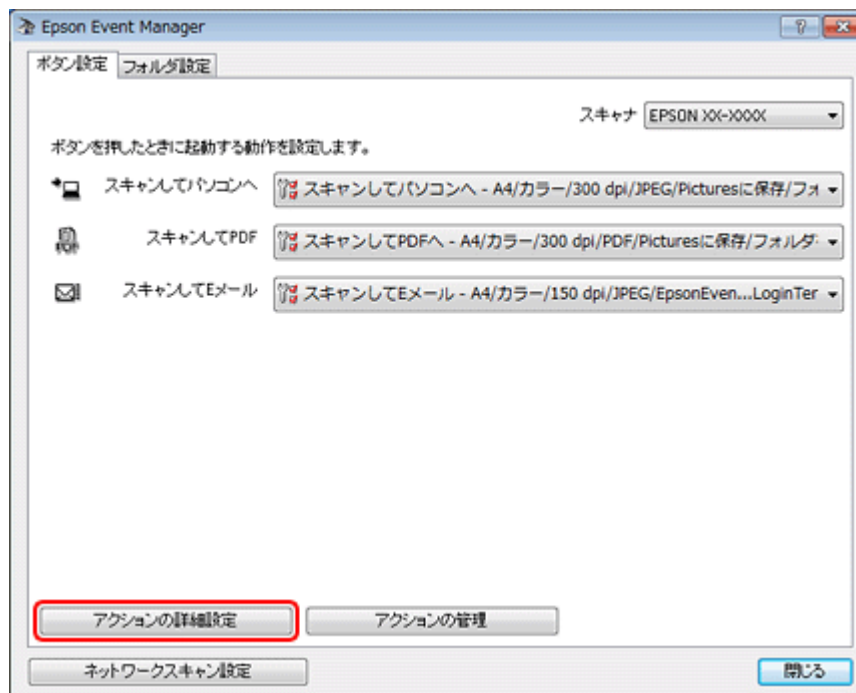 Epson Event Manager
ボタン設定 フォルダ設定
スキャナ EPSON XX-XXXX
ボタンを押したときに起動する動作を設定します。
スキャンしてパソコンへ スキャンしてパソコンへ - A4/カラー/300 dpi/JPEG/Picturesに保存/フォ
スキャンしてPDF スキャンしてPDFへ - A4/カラー/300 dpi/PDF/Picturesに保存/フォルダ
スキャンしてEメール スキャンしてEメール - A4/カラー/150 dpi/JPEG/EpsonEven...LoginTer
アクションの詳細設定 アクションの管理
ネットワークスキャン設定 閉じる